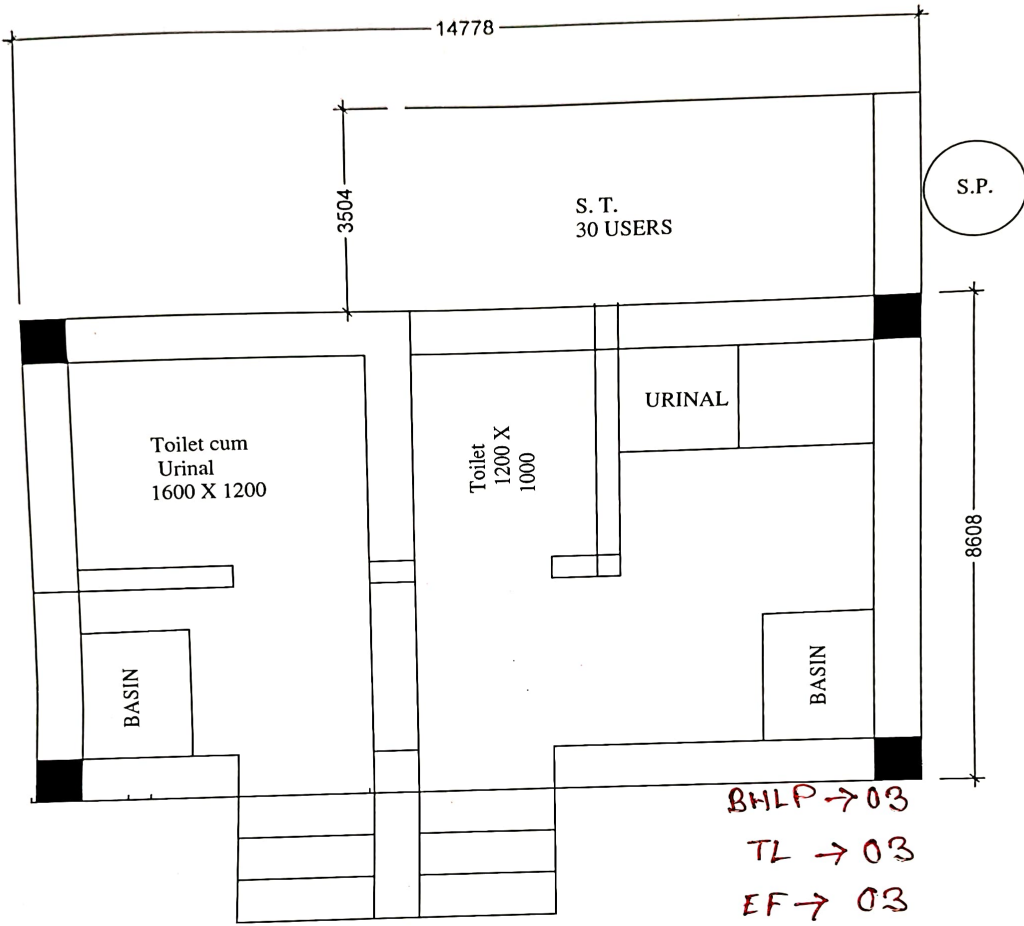 14778
3504
S. T.
30 USERS
S.P.
URINAL
Toilet cum
Urinal
1600 X 1200
Toilet
1200 X
1000
8608
BASIN
BASIN
BHLP → 03
TL → 03
EF → 03